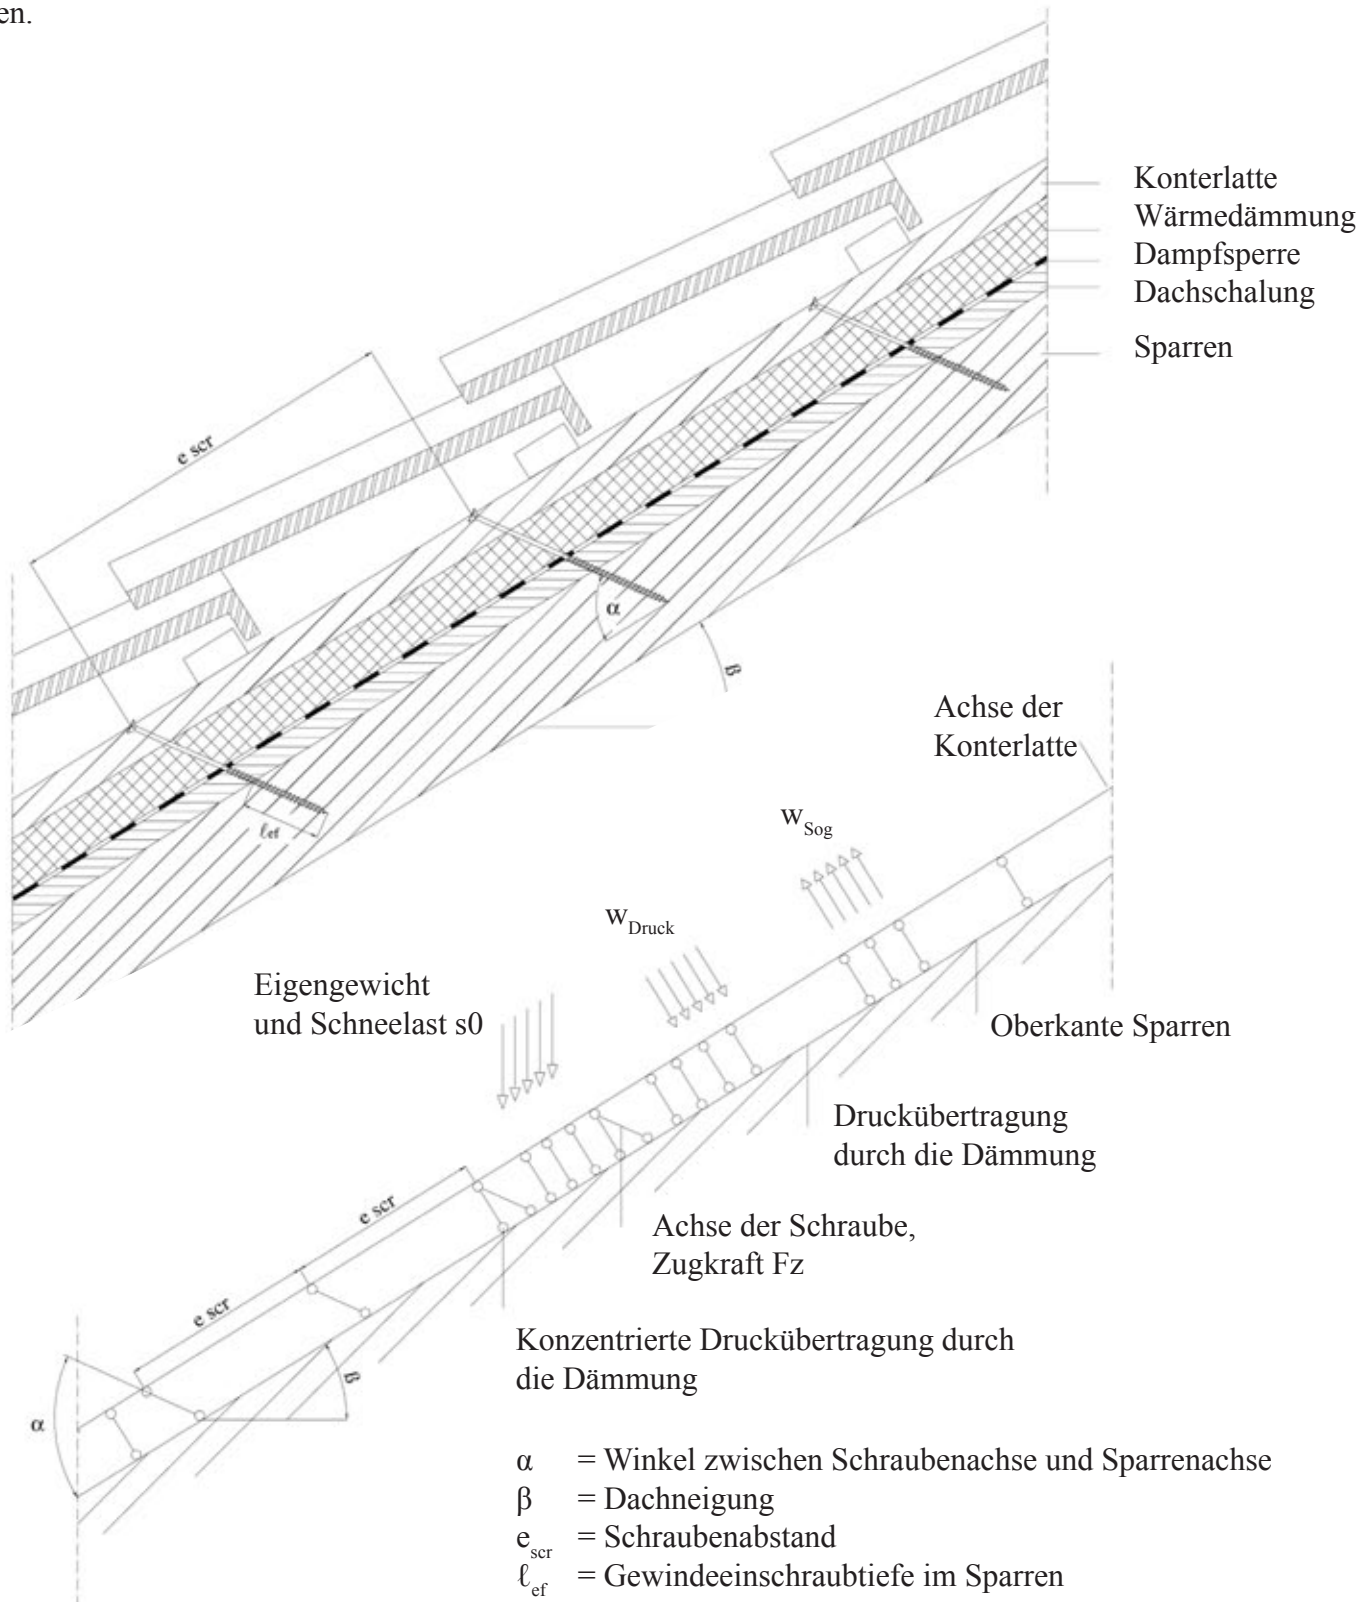 en.
Konterlatte
Wärmedämmung
Dampfsperre
Dachschalung
Sparren
e scr
α
β
ℓef
Achse der
Konterlatte
wSog
wDruck
Eigengewicht
und Schneelast s0
Oberkante Sparren
Druckübertragung
durch die Dämmung
e scr
Achse der Schraube,
Zugkraft Fz
e scr
Konzentrierte Druckübertragung durch
die Dämmung
β
α
α = Winkel zwischen Schraubenachse und Sparrenachse
β = Dachneigung
escr = Schraubenabstand
ℓef = Gewindeeinschraubtiefe im Sparren